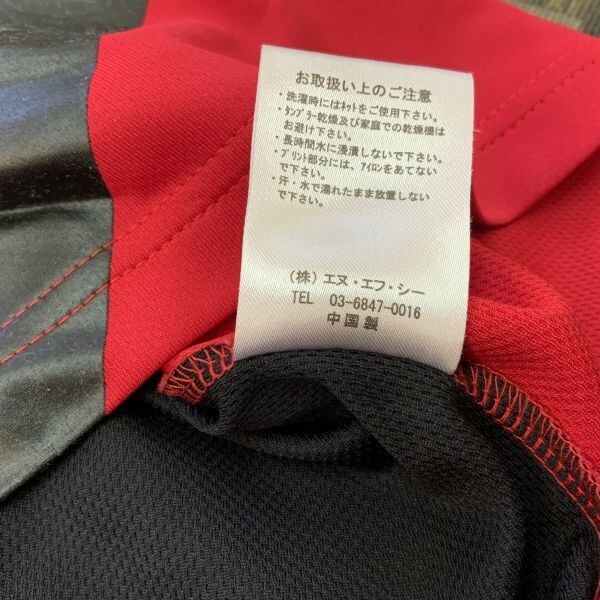 お取扱い上のご注意
・洗濯時にはネットをご使用下さい。
・タンブラー乾燥及び家庭での乾燥機は
お避け下さい。
・長時間水に浸漬しないで下さい。
・プリント部分には、アイロンをあてない
で下さい。
・汗・水で濡れたまま放置しない
で下さい。
(株)エヌ・エフ・シー
TEL 03-6847-0016
中国製